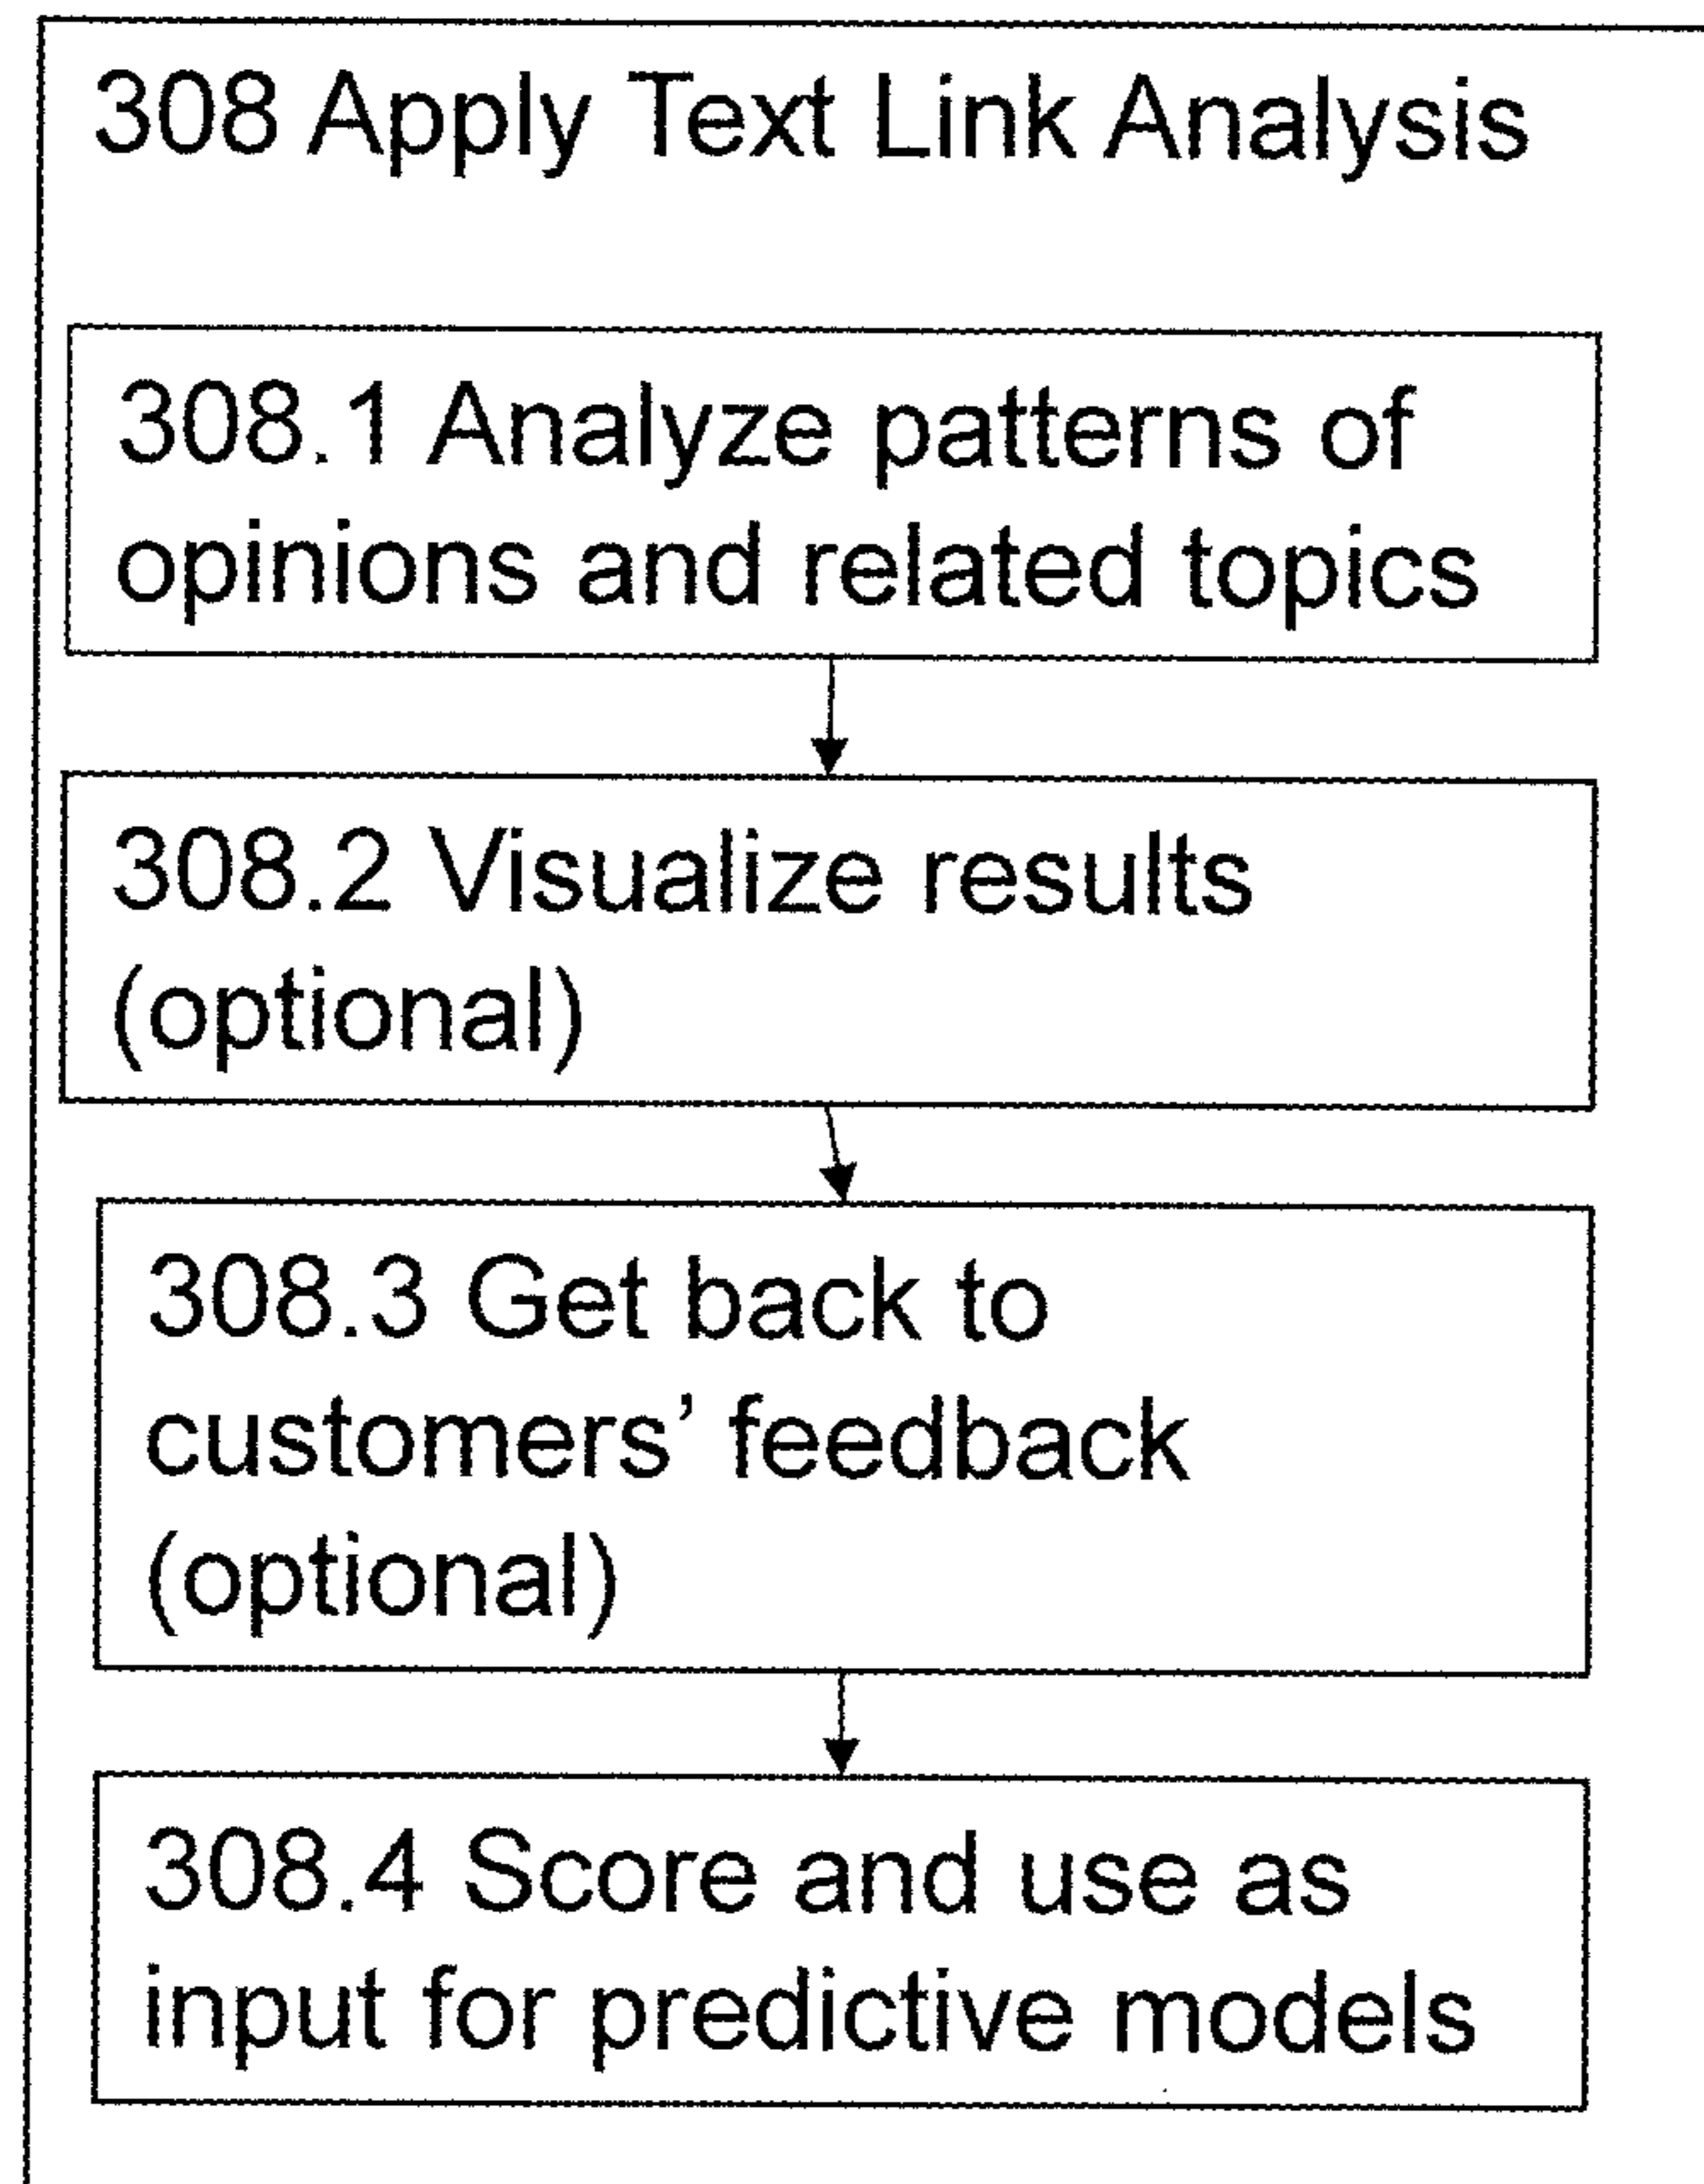 308 Apply Text Link Analysis
308.1 Analyze patterns of
opinions and related topics
308.2 Visualize results
(optional)
308.3 Get back to
customers’ feedback
(optional)
308.4 Score and use as
input for predictive models